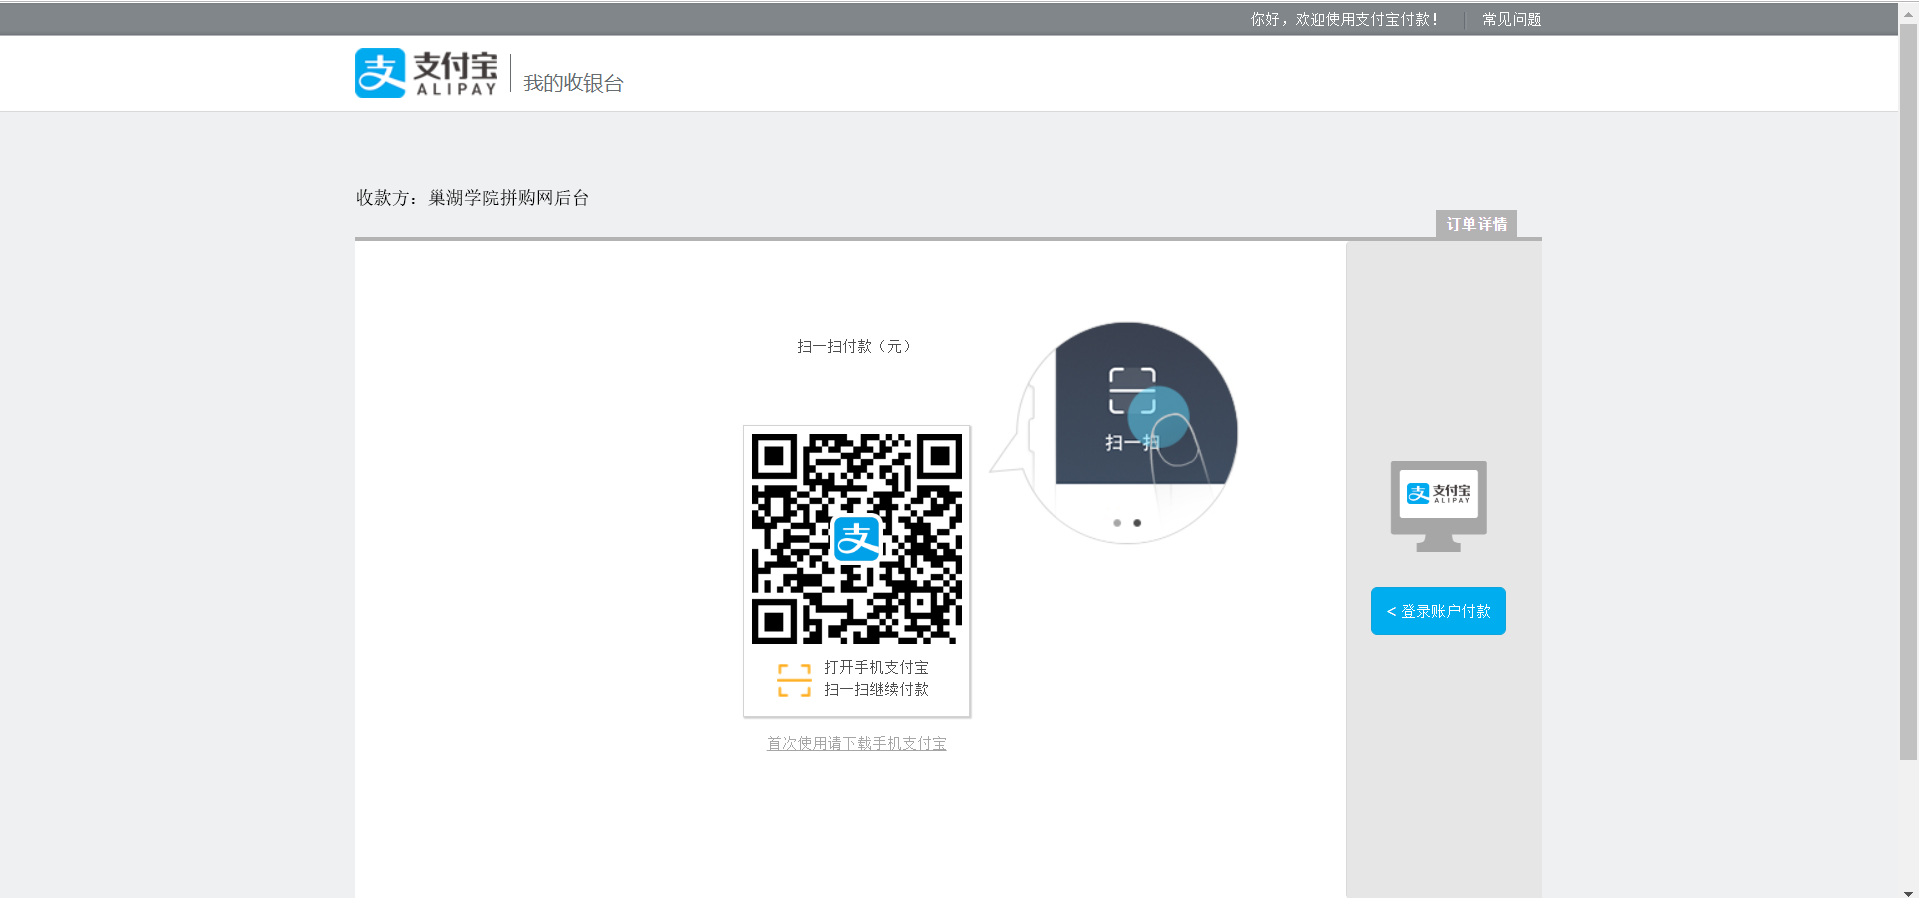 你好，欢迎使用支付宝付款！ 常见问题
支付宝
ALIPAY
我的收银台
收款方：巢湖学院拼购网后台
订单详情
扫一扫付款（元）
扫一扫
支
支付宝
ALIPAY
< 登录账户付款
打开手机支付宝
扫一扫继续付款
首次使用请下载手机支付宝